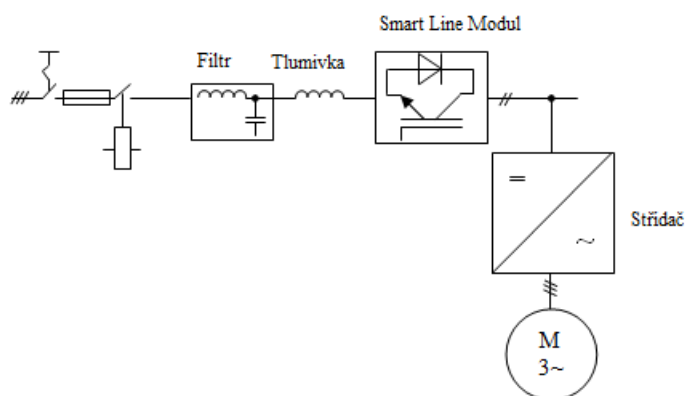 Smart Line Modul
Filtr
Tlumivka
=
~
Střídač
M
3~